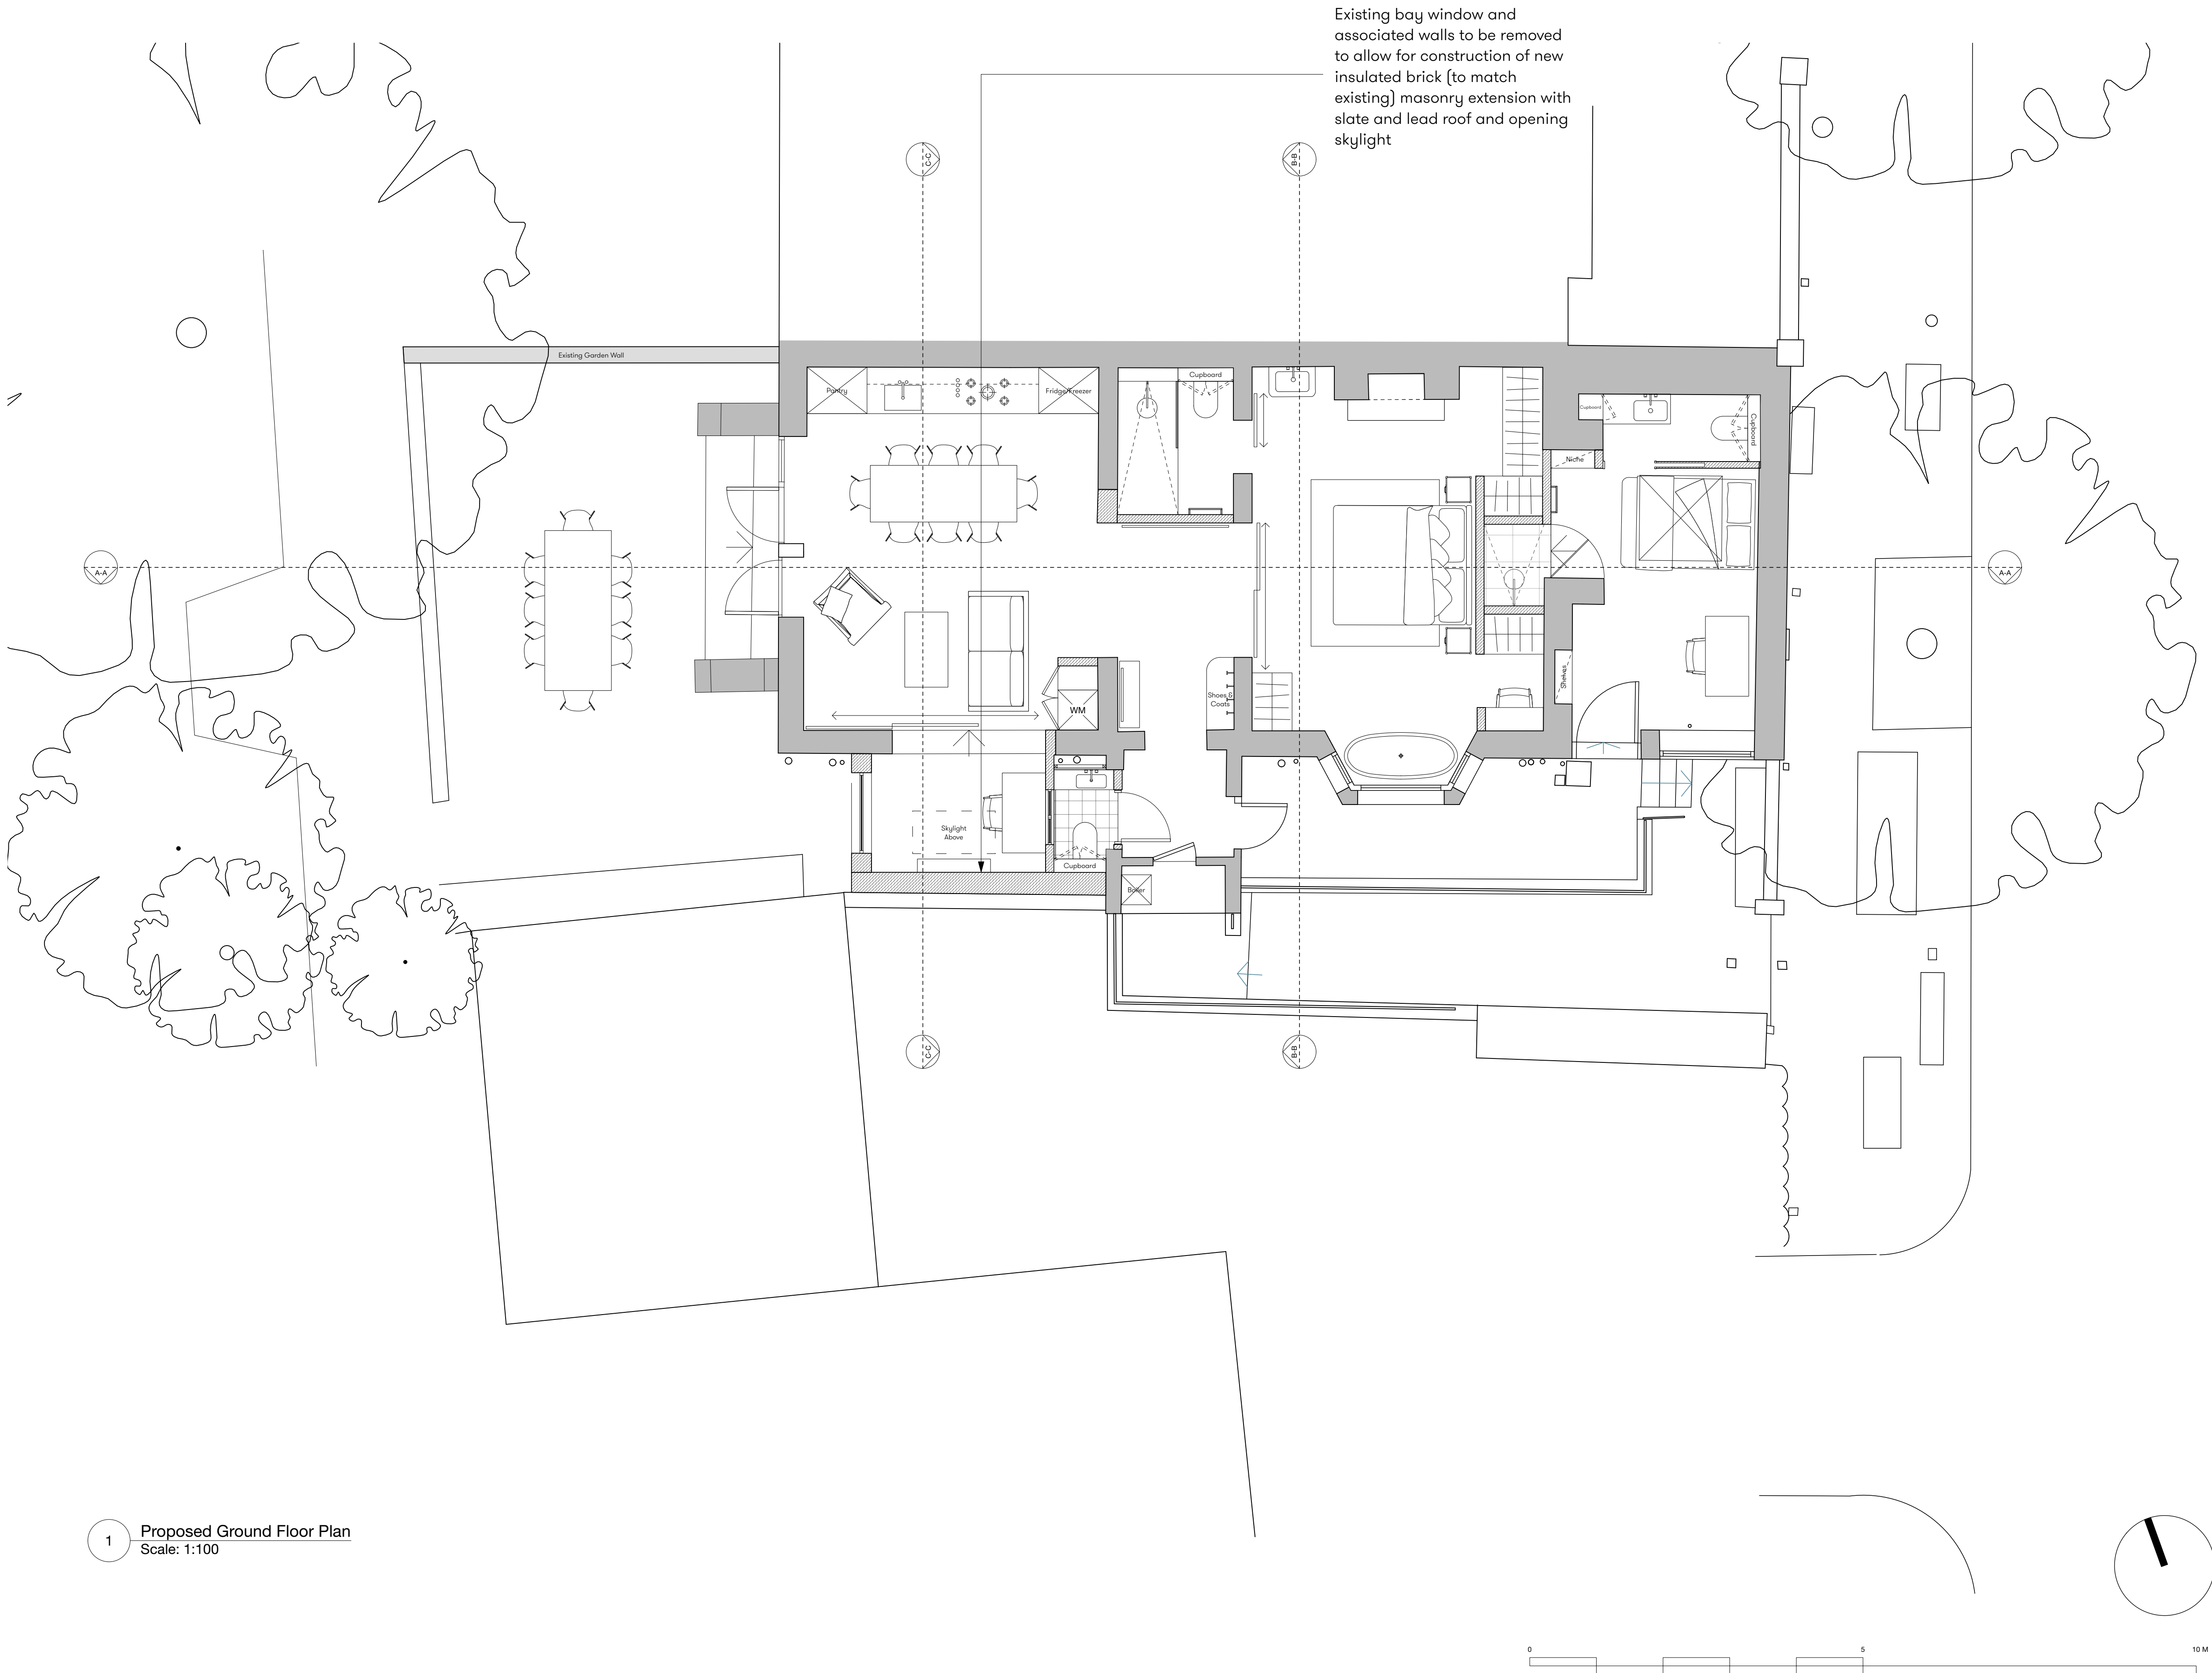 Existing bay window and
associated walls to be removed
to allow for construction of new
insulated brick (to match
existing) masonry extension with
slate and lead roof and opening
skylight
C-C
B-B
Existing Garden Wall
Pantry
Fridge/Freezer
Cupboard
Cupboard
Cupboard
Niche
A-A
A-A
Shelves
Shoes &
Coats
WM
Skylight
Above
Cupboard
Boiler
C-C
B-B
1
Proposed Ground Floor Plan
Scale: 1:100
0
5
10 M